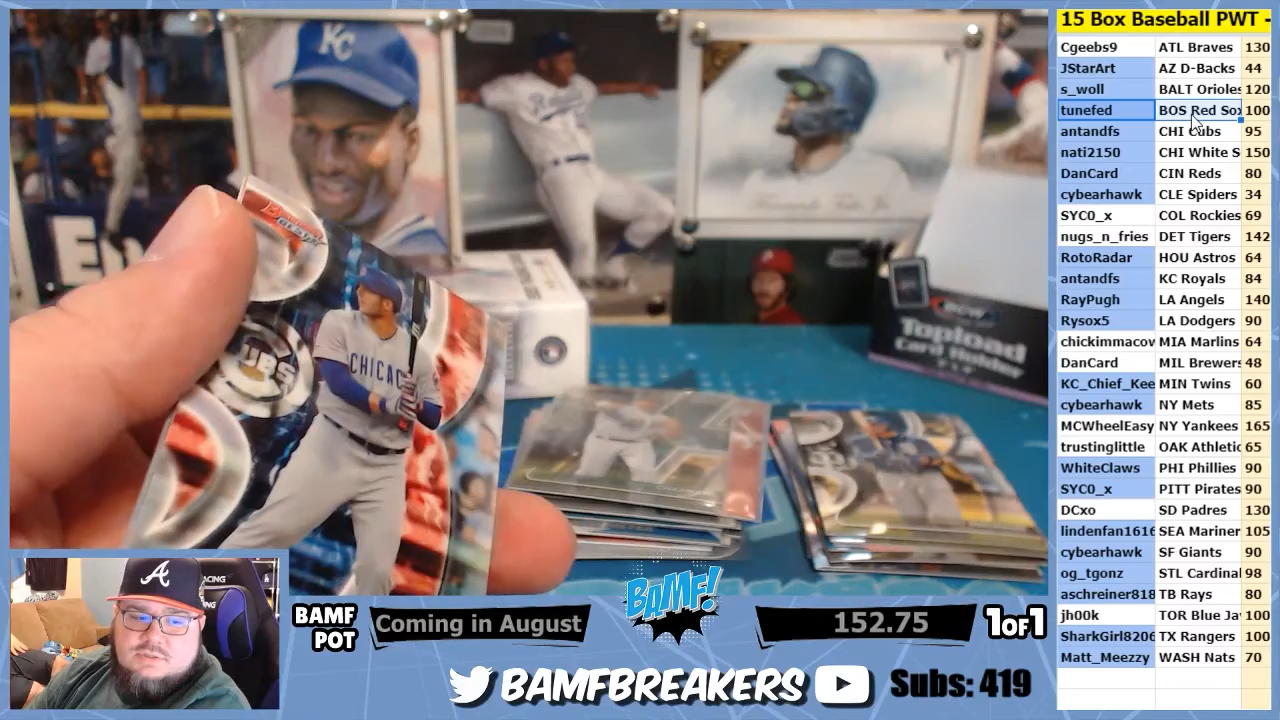 15 Box Baseball PWT -
Cgeebs9 ATL Braves 130
JStarArt AZ D-Backs 44
s_woll BALT Orioles 120
tunefed BOS Red Sox 100
antandfs CHI Cubs 95
nati2150 CHI White S 150
DanCard CIN Reds 80
cybearhawk CLE Spiders 34
SYC0_x COL Rockies 69
nugs_n_fries DET Tigers 142
RotoRadar HOU Astros 64
antandfs KC Royals 84
RayPugh LA Angels 140
Rysox5 LA Dodgers 90
chickimmacov MIA Marlins 64
DanCard MIL Brewers 48
KC_Chief_Kee MIN Twins 60
cybearhawk NY Mets 85
MCWheelEasy NY Yankees 165
trustinglittle OAK Athletic 65
WhiteClaws PHI Phillies 90
SYC0_x PITT Pirates 90
DCxo SD Padres 130
lindenfan1616 SEA Mariner 105
cybearhawk SF Giants 90
og_tgonz STL Cardinal 98
aschreiner818 TB Rays 80
jh00k TOR Blue Ja 100
SharkGirl8206 TX Rangers 100
Matt_Meezzy WASH Nats 70
KC
CHICAG
UBS
Topload
Card Holder
A
BAMF
POT
Coming in August
BAMF!
152.75
1OF1
BAMFBREAKERS
Subs: 419